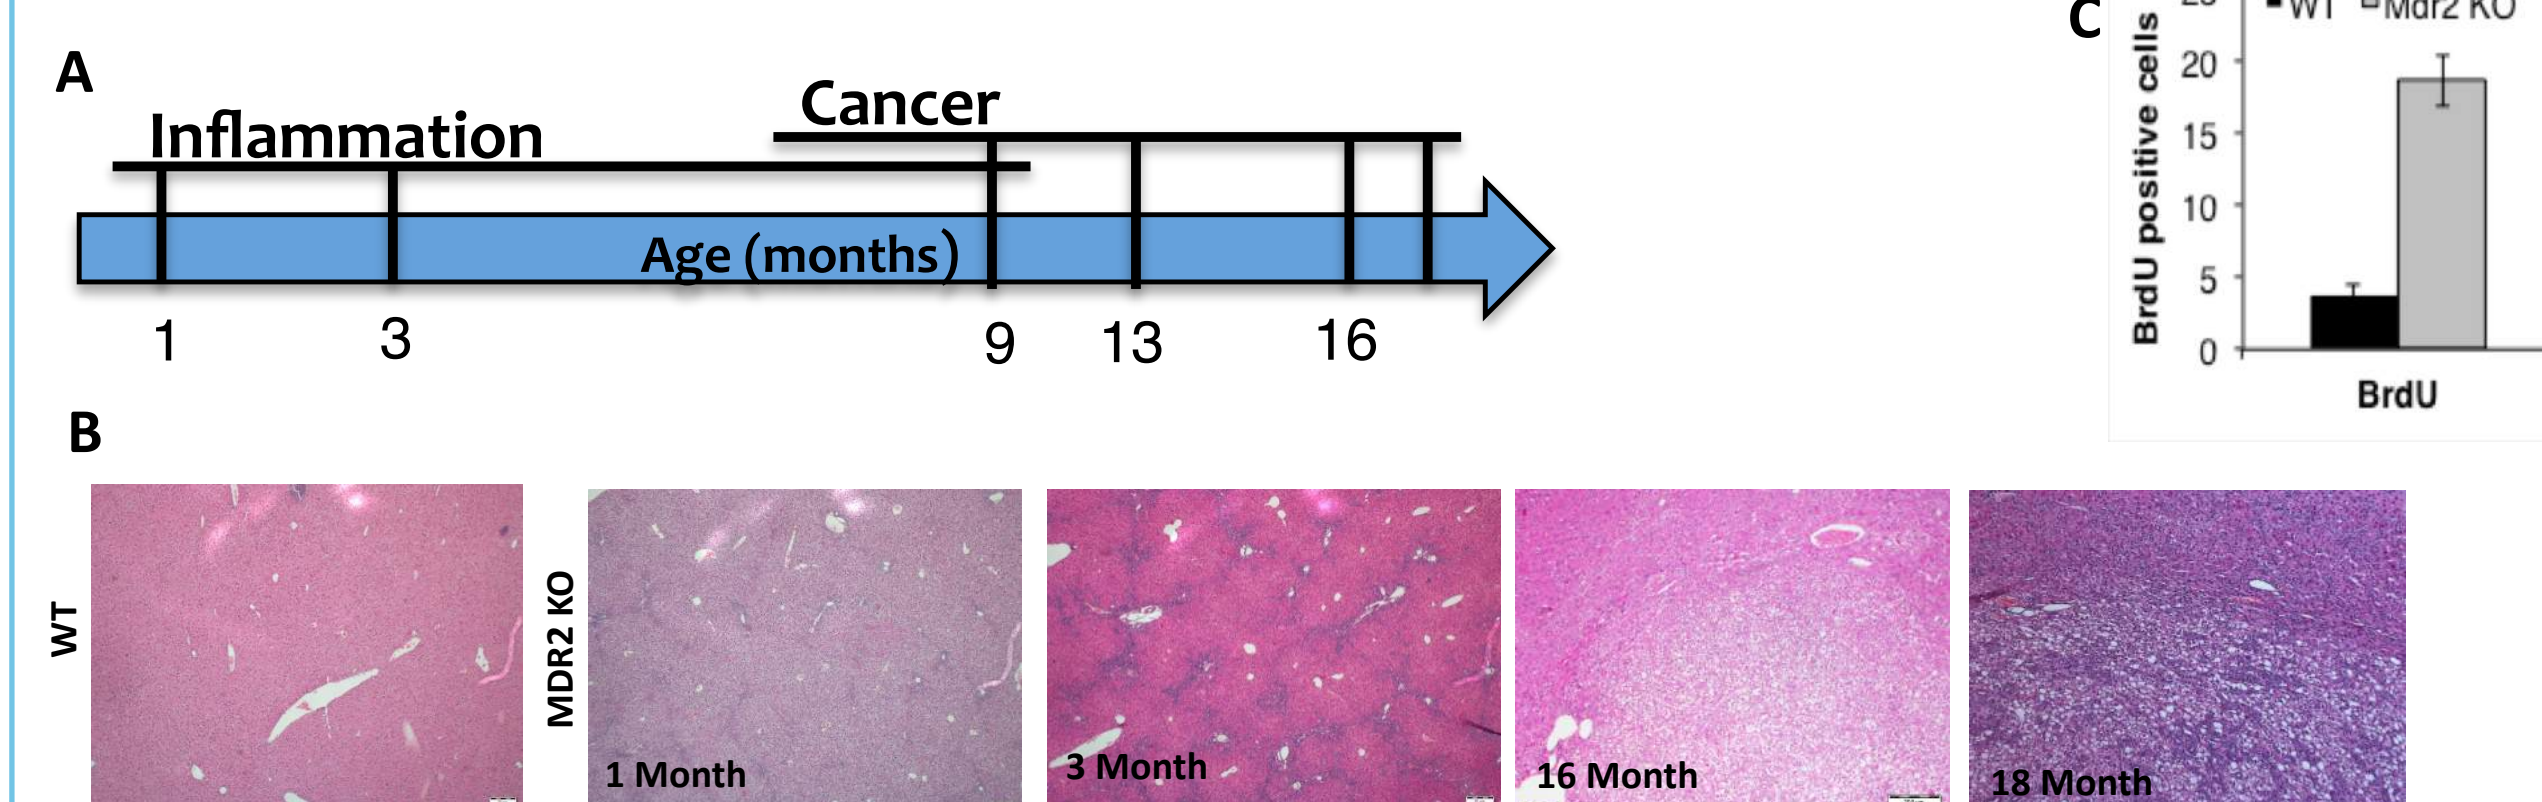 A
Inflammation
Cancer
Age (months)
1
3
9
13
16
B
WT
MDR2 KO
1 Month
3 Month
16 Month
18 Month
C
WT Mdr2 KO
BrdU positive cells
20
15
10
5
0
BrdU